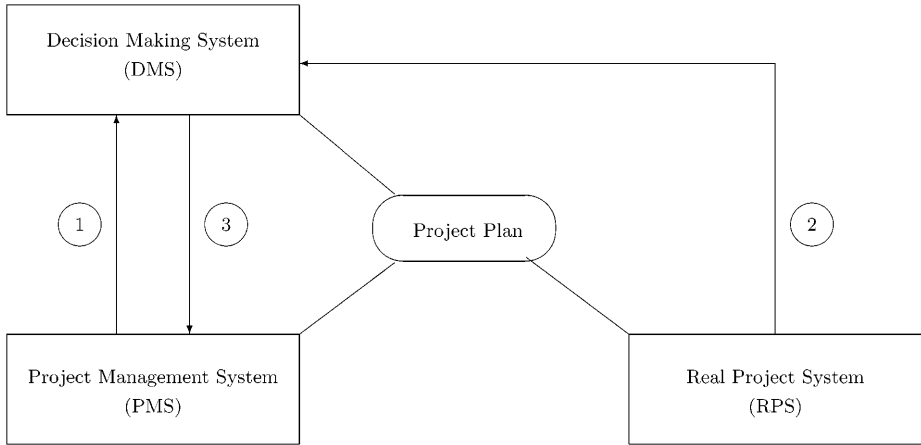 Decision Making System
(DMS)
1
3
Project Plan
2
Project Management System
(PMS)
Real Project System
(RPS)